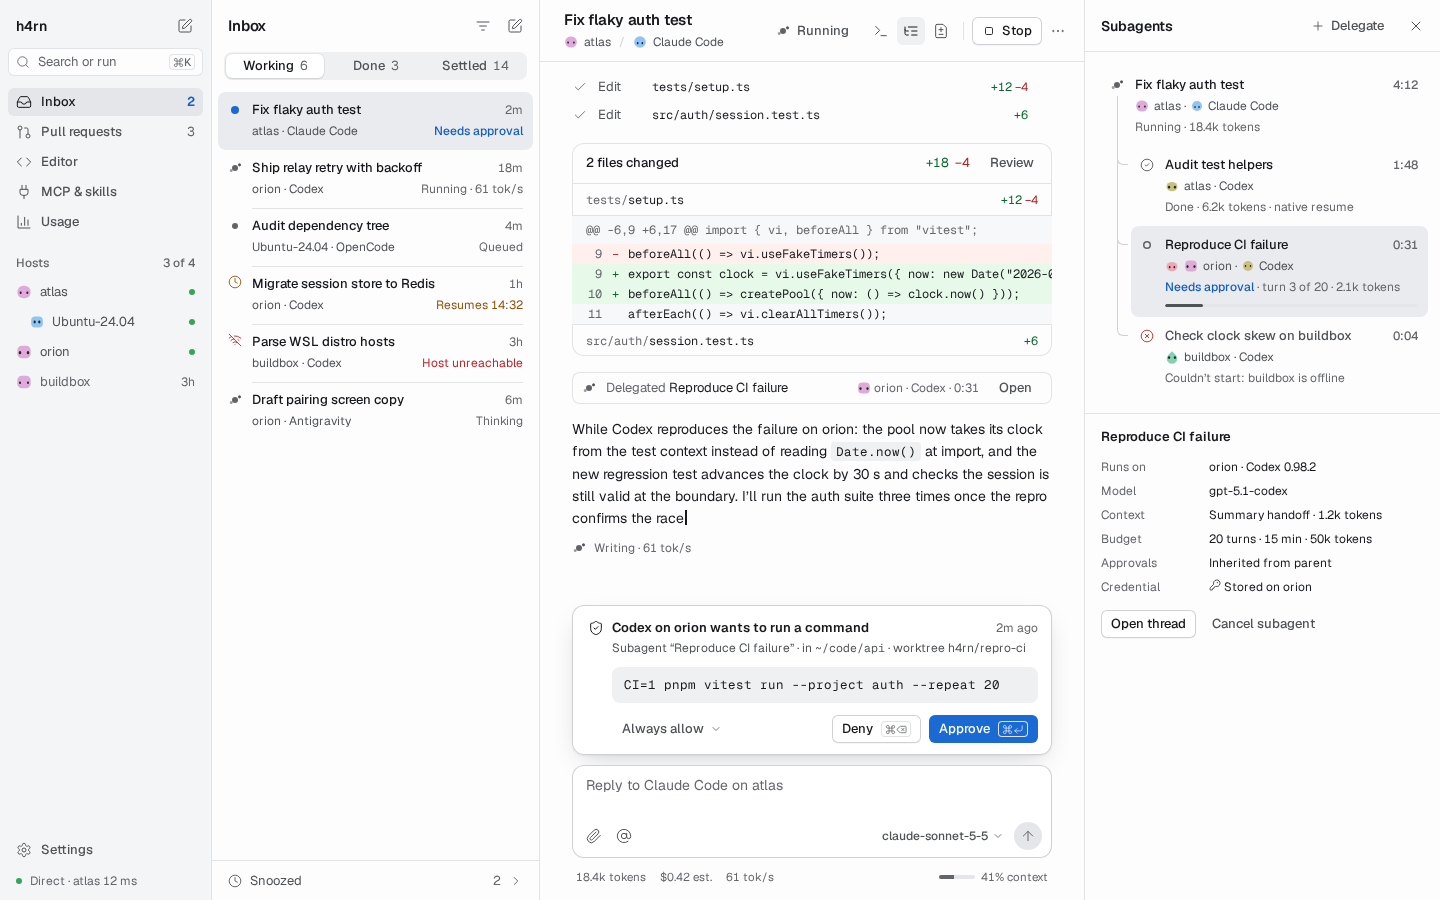 h4rn
Search or run ⌘K
Inbox 2
Pull requests 3
Editor
MCP & skills
Usage
Hosts 3 of 4
atlas
Ubuntu-24.04
orion
buildbox 3h
Settings
Direct · atlas 12 ms
Inbox
Working 6 Done 3 Settled 14
Fix flaky auth test 2m
atlas · Claude Code Needs approval
Ship relay retry with backoff 18m
orion · Codex Running · 61 tok/s
Audit dependency tree 4m
Ubuntu-24.04 · OpenCode Queued
Migrate session store to Redis 1h
orion · Codex Resumes 14:32
Parse WSL distro hosts 3h
buildbox · Codex Host unreachable
Draft pairing screen copy 6m
orion · Antigravity Thinking
Snoozed 2
Fix flaky auth test
atlas / Claude Code
Running
Stop
Edit tests/setup.ts +12 −4
Edit src/auth/session.test.ts +6
2 files changed +18 −4 Review
tests/setup.ts +12 −4
@@ -6,9 +6,17 @@ import { vi, beforeAll } from "vitest";
9 − beforeAll(() => vi.useFakeTimers());
9 + export const clock = vi.useFakeTimers({ now: new Date("2026-0
10 + beforeAll(() => createPool({ now: () => clock.now() }));
11 afterEach(() => vi.clearAllTimers());
src/auth/session.test.ts +6
Delegated Reproduce CI failure orion · Codex · 0:31 Open
While Codex reproduces the failure on orion: the pool now takes its clock
from the test context instead of reading Date.now() at import, and the
new regression test advances the clock by 30 s and checks the session is
still valid at the boundary. I’ll run the auth suite three times once the repro
confirms the race
Writing · 61 tok/s
Codex on orion wants to run a command 2m ago
Subagent “Reproduce CI failure” · in ~/code/api · worktree h4rn/repro-ci
CI=1 pnpm vitest run --project auth --repeat 20
Always allow Deny ⌘⌫ Approve ⌘⏎
Reply to Claude Code on atlas
claude-sonnet-5-5
18.4k tokens $0.42 est. 61 tok/s 41% context
Subagents Delegate
Fix flaky auth test 4:12
atlas · Claude Code
Running · 18.4k tokens
Audit test helpers 1:48
atlas · Codex
Done · 6.2k tokens · native resume
Reproduce CI failure 0:31
orion · Codex
Needs approval · turn 3 of 20 · 2.1k tokens
Check clock skew on buildbox 0:04
buildbox · Codex
Couldn’t start: buildbox is offline
Reproduce CI failure
Runs on orion · Codex 0.98.2
Model gpt-5.1-codex
Context Summary handoff · 1.2k tokens
Budget 20 turns · 15 min · 50k tokens
Approvals Inherited from parent
Credential Stored on orion
Open thread Cancel subagent